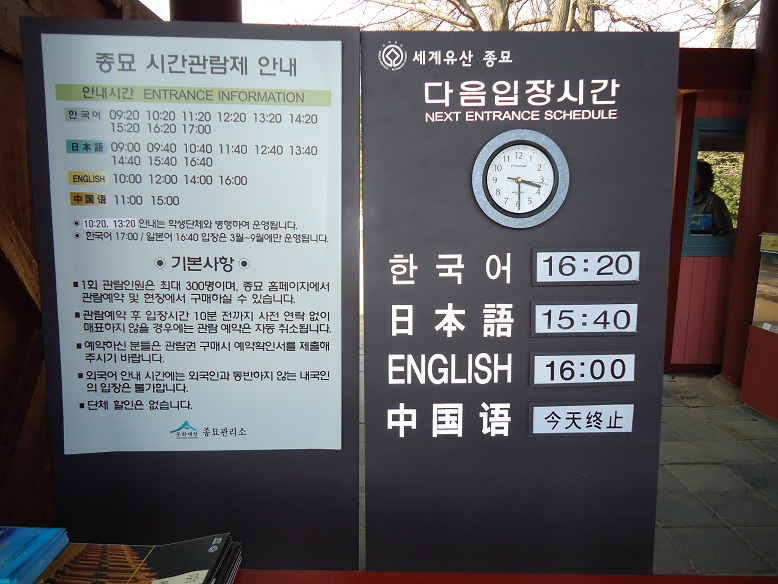 종묘 시간관람제 안내
안내시간 ENTRANCE INFORMATION
한국어 09:20 10:20 11:20 12:20 13:20 14:20
15:20 16:20 17:00
日本語 09:00 09:40 10:40 11:40 12:40 13:40
14:40 15:40 16:40
ENGLISH 10:00 12:00 14:00 16:00
中国语 11:00 15:00
10:20, 13:20 안내는 학생단체와 병행하여 운영됩니다.
한국어 17:00 / 일본어 16:40 입장은 3월~9월에만 운영됩니다.
기본사항
1회 관람인원은 최대 300명이며, 종묘 홈페이지에서
관람예약 및 현장에서 구매하실 수 있습니다.
관람예약 후 입장시간 10분 전까지 사전 연락 없이
매표하지 않을 경우에는 관람 예약은 자동 취소됩니다.
예약하신 분들은 관람권 구매시 예약확인서를 제출해
주시기 바랍니다.
외국어 안내 시간에는 외국인과 동반하지 않는 내국인
의 입장은 불가합니다.
단체 할인은 없습니다.
문화재청 종묘관리소
세계유산 종묘
다음입장시간
NEXT ENTRANCE SCHEDULE
12 1 2 3 4 5 6 7 8 9 10 11
한국어 16:20
日本語 15:40
ENGLISH 16:00
中国语 今天终止